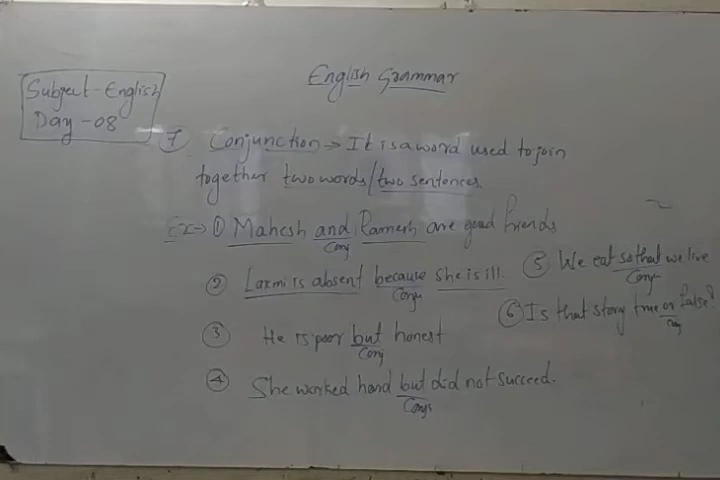 English Grammar
Subject - English
Day - 08
7 Conjunction → It is a word used to join
together two words/two sentences.
Ex → 1 Mahesh and Ramesh are good friends
Conj
2 Laxmi is absent because she is ill.
Conj
3 He is poor but honest
Conj
4 She worked hard but did not succeed.
Conj
5 We eat so that we live
Conj
6 Is that story true or false?
Conj